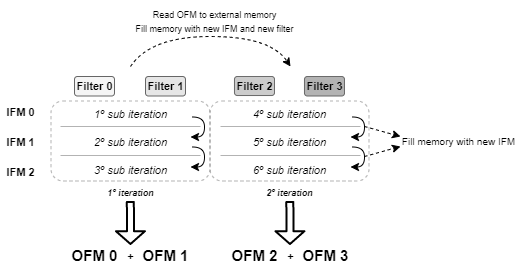 Read OFM to external memory
Fill memory with new IFM and new filter
Filter 0 Filter 1 Filter 2 Filter 3
IFM 0 1º sub iteration 4º sub iteration
IFM 1 2º sub iteration 5º sub iteration Fill memory with new IFM
IFM 2 3º sub iteration 6º sub iteration
1º iteration 2º iteration
OFM 0 + OFM 1 OFM 2 + OFM 3